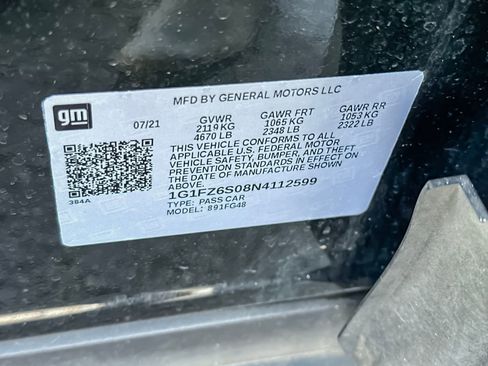 gm
MFD BY GENERAL MOTORS LLC
07/21 GVWR GAWR FRT GAWR RR
2119 KG 1065 KG 1053 KG
4670 LB 2348 LB 2322 LB
THIS VEHICLE CONFORMS TO ALL
APPLICABLE U.S. FEDERAL MOTOR
VEHICLE SAFETY, BUMPER, AND THEFT
PREVENTION STANDARDS IN EFFECT ON
THE DATE OF MANUFACTURE SHOWN
ABOVE.
1G1FZ6S08N4112599
TYPE: PASS CAR
MODEL: 891FG48
384A